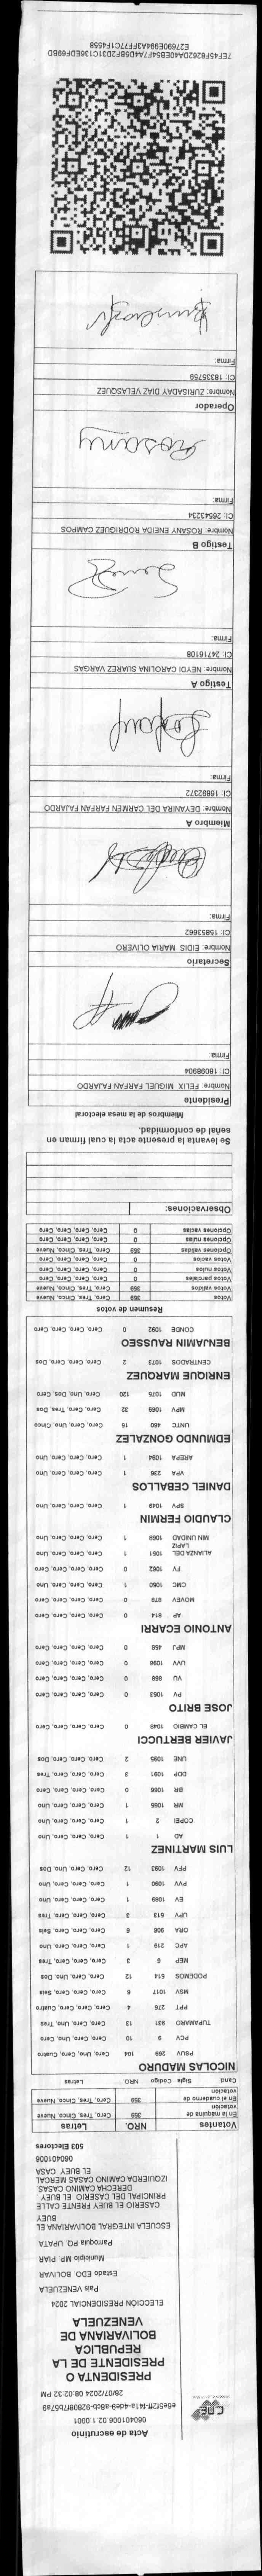 CNE
Acta de escrutinio
060401006.02.1.0001
e6e5f2ff-f41a-4de9-a8cb-92808f7b57a9
28/07/2024 08:02:32 PM
PRESIDENTA O
PRESIDENTE DE LA
REPUBLICA
BOLIVARIANA DE
VENEZUELA
ELECCIÓN PRESIDENCIAL 2024
Pais VENEZUELA
Estado EDO. BOLIVAR
Municipio MP. PIAR
Parroquia PQ. UPATA
ESCUELA INTEGRAL BOLIVARIANA EL
BUEY
CASERIO EL BUEY FRENTE CALLE
PRINCIPAL DEL CASERIO EL BUEY .
DERECHA CAMINO CASAS.
IZQUIERDA CAMINO CASAS MERCAL
EL BUEY CASA
060401006
503 Electores
Votantes NRO. Letras
En la máquina de votación 359 Cero, Tres, Cinco, Nueve
En el cuaderno de votación 359 Cero, Tres, Cinco, Nueve
Cand. Sigla Código NRO. Letras
NICOLAS MADURO
PSUV 269 104 Cero, Uno, Cero, Cuatro
PCV 9 10 Cero, Cero, Uno, Cero
TUPAMARO 931 13 Cero, Cero, Uno, Tres
PPT 276 4 Cero, Cero, Cero, Cuatro
MSV 1017 6 Cero, Cero, Cero, Seis
PODEMOS 514 12 Cero, Cero, Uno, Dos
MEP 6 3 Cero, Cero, Cero, Tres
APC 219 1 Cero, Cero, Cero, Uno
ORA 906 6 Cero, Cero, Cero, Seis
UPV 513 3 Cero, Cero, Cero, Tres
EV 1089 1 Cero, Cero, Cero, Uno
PVV 1090 1 Cero, Cero, Cero, Uno
PFV 1093 12 Cero, Cero, Uno, Dos
LUIS MARTINEZ
AD 1 1 Cero, Cero, Cero, Uno
COPEI 2 1 Cero, Cero, Cero, Uno
MR 1055 1 Cero, Cero, Cero, Uno
BR 1066 0 Cero, Cero, Cero, Cero
DDP 1091 3 Cero, Cero, Cero, Tres
UNE 1095 2 Cero, Cero, Cero, Dos
JAVIER BERTUCCI
EL CAMBIO 1048 0 Cero, Cero, Cero, Cero
JOSE BRITO
PV 1053 0 Cero, Cero, Cero, Cero
VU 868 0 Cero, Cero, Cero, Cero
UVV 1096 0 Cero, Cero, Cero, Cero
MPJ 458 0 Cero, Cero, Cero, Cero
ANTONIO ECARRI
AP 814 0 Cero, Cero, Cero, Cero
MOVEV 979 0 Cero, Cero, Cero, Cero
CMC 1050 1 Cero, Cero, Cero, Uno
FV 1062 0 Cero, Cero, Cero, Cero
ALIANZA DEL LAPIZ 1051 1 Cero, Cero, Cero, Uno
MIN UNIDAD 1068 1 Cero, Cero, Cero, Uno
CLAUDIO FERMIN
SPV 1049 1 Cero, Cero, Cero, Uno
DANIEL CEBALLOS
VPA 236 1 Cero, Cero, Cero, Uno
AREPA 1084 1 Cero, Cero, Cero, Uno
EDMUNDO GONZALEZ
UNTC 460 15 Cero, Cero, Uno, Cinco
MPV 1069 32 Cero, Cero, Tres, Dos
MUD 1075 120 Cero, Uno, Dos, Cero
ENRIQUE MARQUEZ
CENTRADOS 1073 2 Cero, Cero, Cero, Dos
BENJAMIN RAUSSEO
CONDE 1092 0 Cero, Cero, Cero, Cero
Resumen de votos
Votos 359 Cero, Tres, Cinco, Nueve
Votos validos 359 Cero, Tres, Cinco, Nueve
Votos parciales 0 Cero, Cero, Cero, Cero
Votos nulos 0 Cero, Cero, Cero, Cero
Votos vacios 0 Cero, Cero, Cero, Cero
Opciones validas 359 Cero, Tres, Cinco, Nueve
Opciones nulas 0 Cero, Cero, Cero, Cero
Opciones vacias 0 Cero, Cero, Cero, Cero
Observaciones:
Se levanta la presente acta la cual firman en
señal de conformidad.
Miembros de la mesa electoral
Presidente
Nombre: FELIX MIGUEL FARFAN FAJARDO
CI: 18098904
Firma:
Secretario
Nombre: EIDIS MARIA OLIVERO
CI: 15853662
Firma:
Miembro A
Nombre: DEYANIRA DEL CARMEN FARFAN FAJARDO
CI: 16892372
Firma:
Testigo A
Nombre: NEYDI CAROLINA SUAREZ VARGAS
CI: 24716108
Firma:
Testigo B
Nombre: ROSANY ENEIDA RODRIGUEZ CAMPOS
CI: 26543234
Firma:
Rosany
Operador
Nombre: ZURISADAY DIAZ VELASQUEZ
CI: 18335759
Firma:
7EF45F8262DA40EB54F7A4D5BF2D31C136EDF69BD
E27690E994A3FF77C1F4558